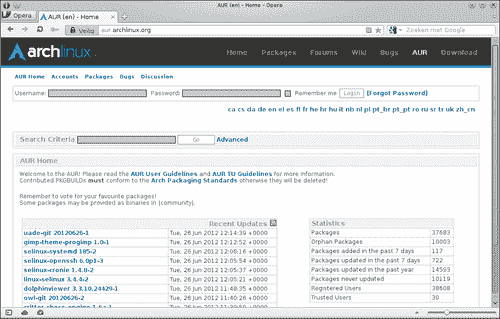 AUR (en) - Home - Opera
Opera
AUR (en) - Home
Veilig
aur.archlinux.org
Zoeken met Google
archlinux
Home Packages Forums Wiki Bugs AUR Download
AUR Home Accounts Packages Bugs Discussion
Username: Password: Remember me Login [Forgot Password]
ca cs da de en el es fi fr he hr hu it nb nl pl pt_br pt_pt ro ru sr tr uk zh_cn
Search Criteria Go Advanced
AUR Home
Welcome to the AUR! Please read the AUR User Guidelines and AUR TU Guidelines for more information.
Contributed PKGBUILDs must conform to the Arch Packaging Standards otherwise they will be deleted!
Remember to vote for your favourite packages!
Some packages may be provided as binaries in [community].
Recent Updates
uade-git 20120626-1 Tue, 26 Jun 2012 12:14:39 +0000
gimp-theme-progimp 1.0-1 Tue, 26 Jun 2012 12:12:52 +0000
selinux-systemd 185-2 Tue, 26 Jun 2012 12:06:16 +0000
selinux-openssh 6.0p1-3 Tue, 26 Jun 2012 12:05:54 +0000
selinux-cronie 1.4.8-2 Tue, 26 Jun 2012 12:05:37 +0000
linux-selinux 3.4.4-2 Tue, 26 Jun 2012 12:05:21 +0000
dolphinviewer 3.3.10.24429-1 Tue, 26 Jun 2012 11:48:28 +0000
owl-git 20120626-2 Tue, 26 Jun 2012 11:40:26 +0000
Statistics
Packages 37683
Orphan Packages 10003
Packages added in the past 7 days 117
Packages updated in the past 7 days 722
Packages updated in the past year 14593
Packages never updated 10119
Registered Users 38608
Trusted Users 30